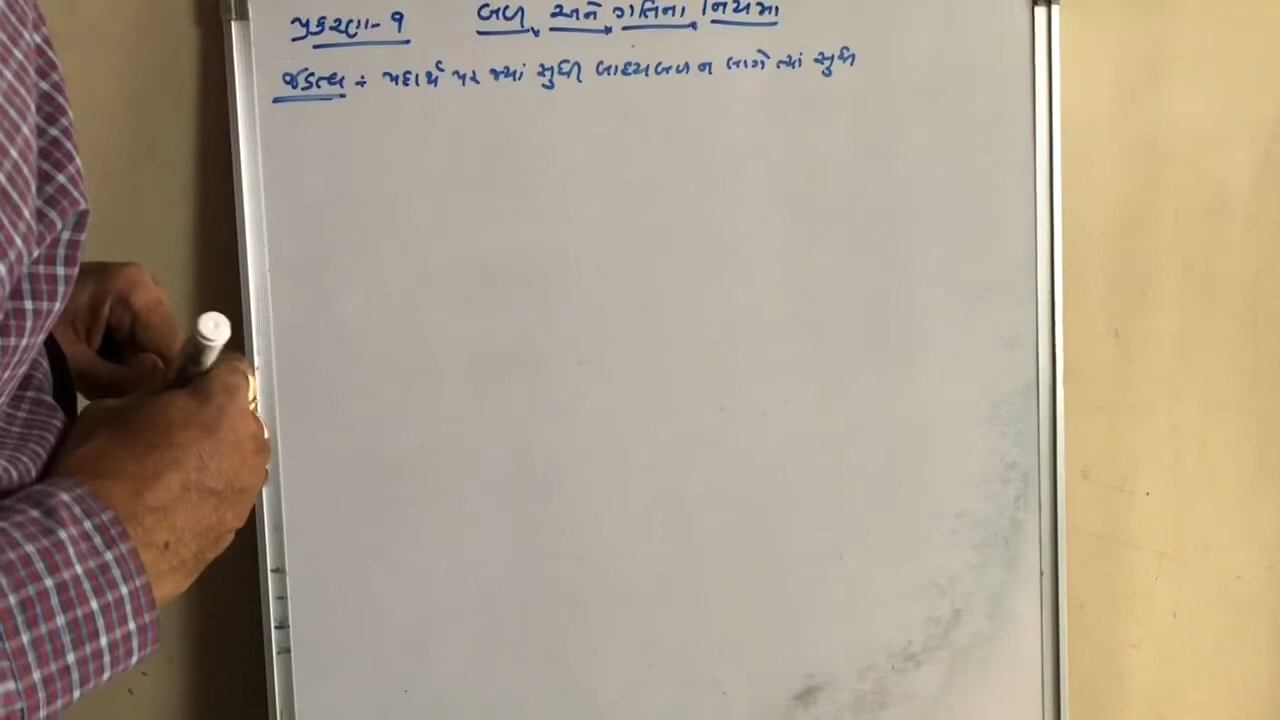 પ્રકરણ-૧ બળ અને ગતિના નિયમો
જડત્વ : પદાર્થ પર જ્યાં સુધી બાહ્યબળ ન લાગે ત્યાં સુધી